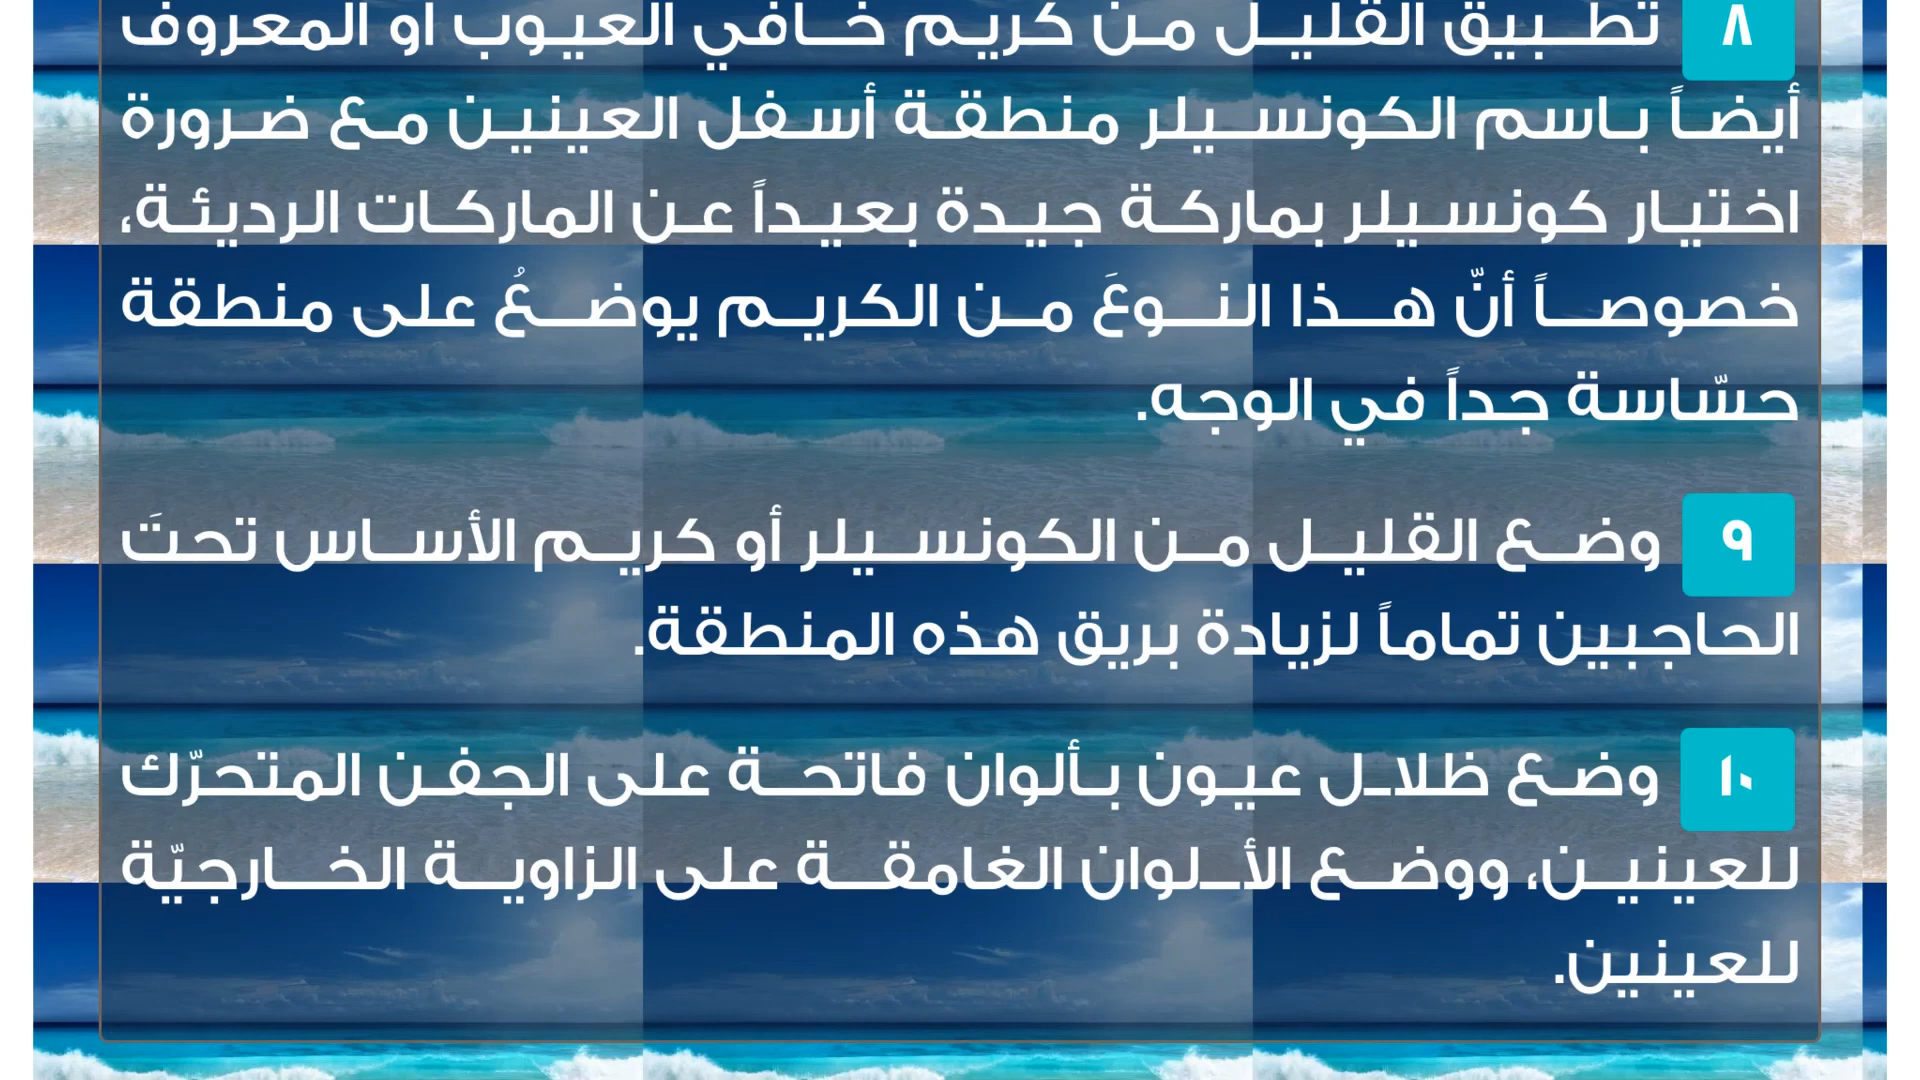 ٨ تطبيق القليل من كريم خافي العيوب أو المعروف
أيضاً باسم الكونسيلر منطقة أسفل العينين مع ضرورة
اختيار كونسيلر بماركة جيدة بعيداً عن الماركات الرديئة،
خصوصاً أنّ هذا النوعَ من الكريم يوضعُ على منطقة
حسّاسة جداً في الوجه.
٩ وضع القليل من الكونسيلر أو كريم الأساس تحتَ
الحاجبين تماماً لزيادة بريق هذه المنطقة.
١٠ وضع ظلال عيون بألوان فاتحة على الجفن المتحرّك
للعينين، ووضع الألوان الغامقة على الزاوية الخارجيّة
للعينين.